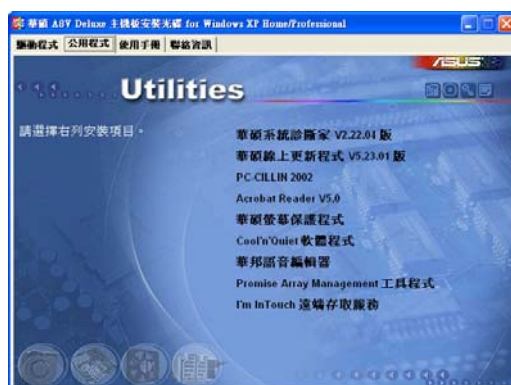 華碩 A8V Deluxe 主機板安裝光碟 for Windows XP Home/Professional
驅動程式 公用程式 使用手冊 聯絡資訊
ASUS
Utilities
請選擇右列安裝項目。
華碩系統診斷家 V2.22.04 版
華碩線上更新程式 V5.23.01 版
PC-CILLIN 2002
Acrobat Reader V5.0
華碩螢幕保護程式
Cool'n'Quiet 軟體程式
華邦語音編輯器
Promise Array Management 工具程式
I'm InTouch 遠端存取服務